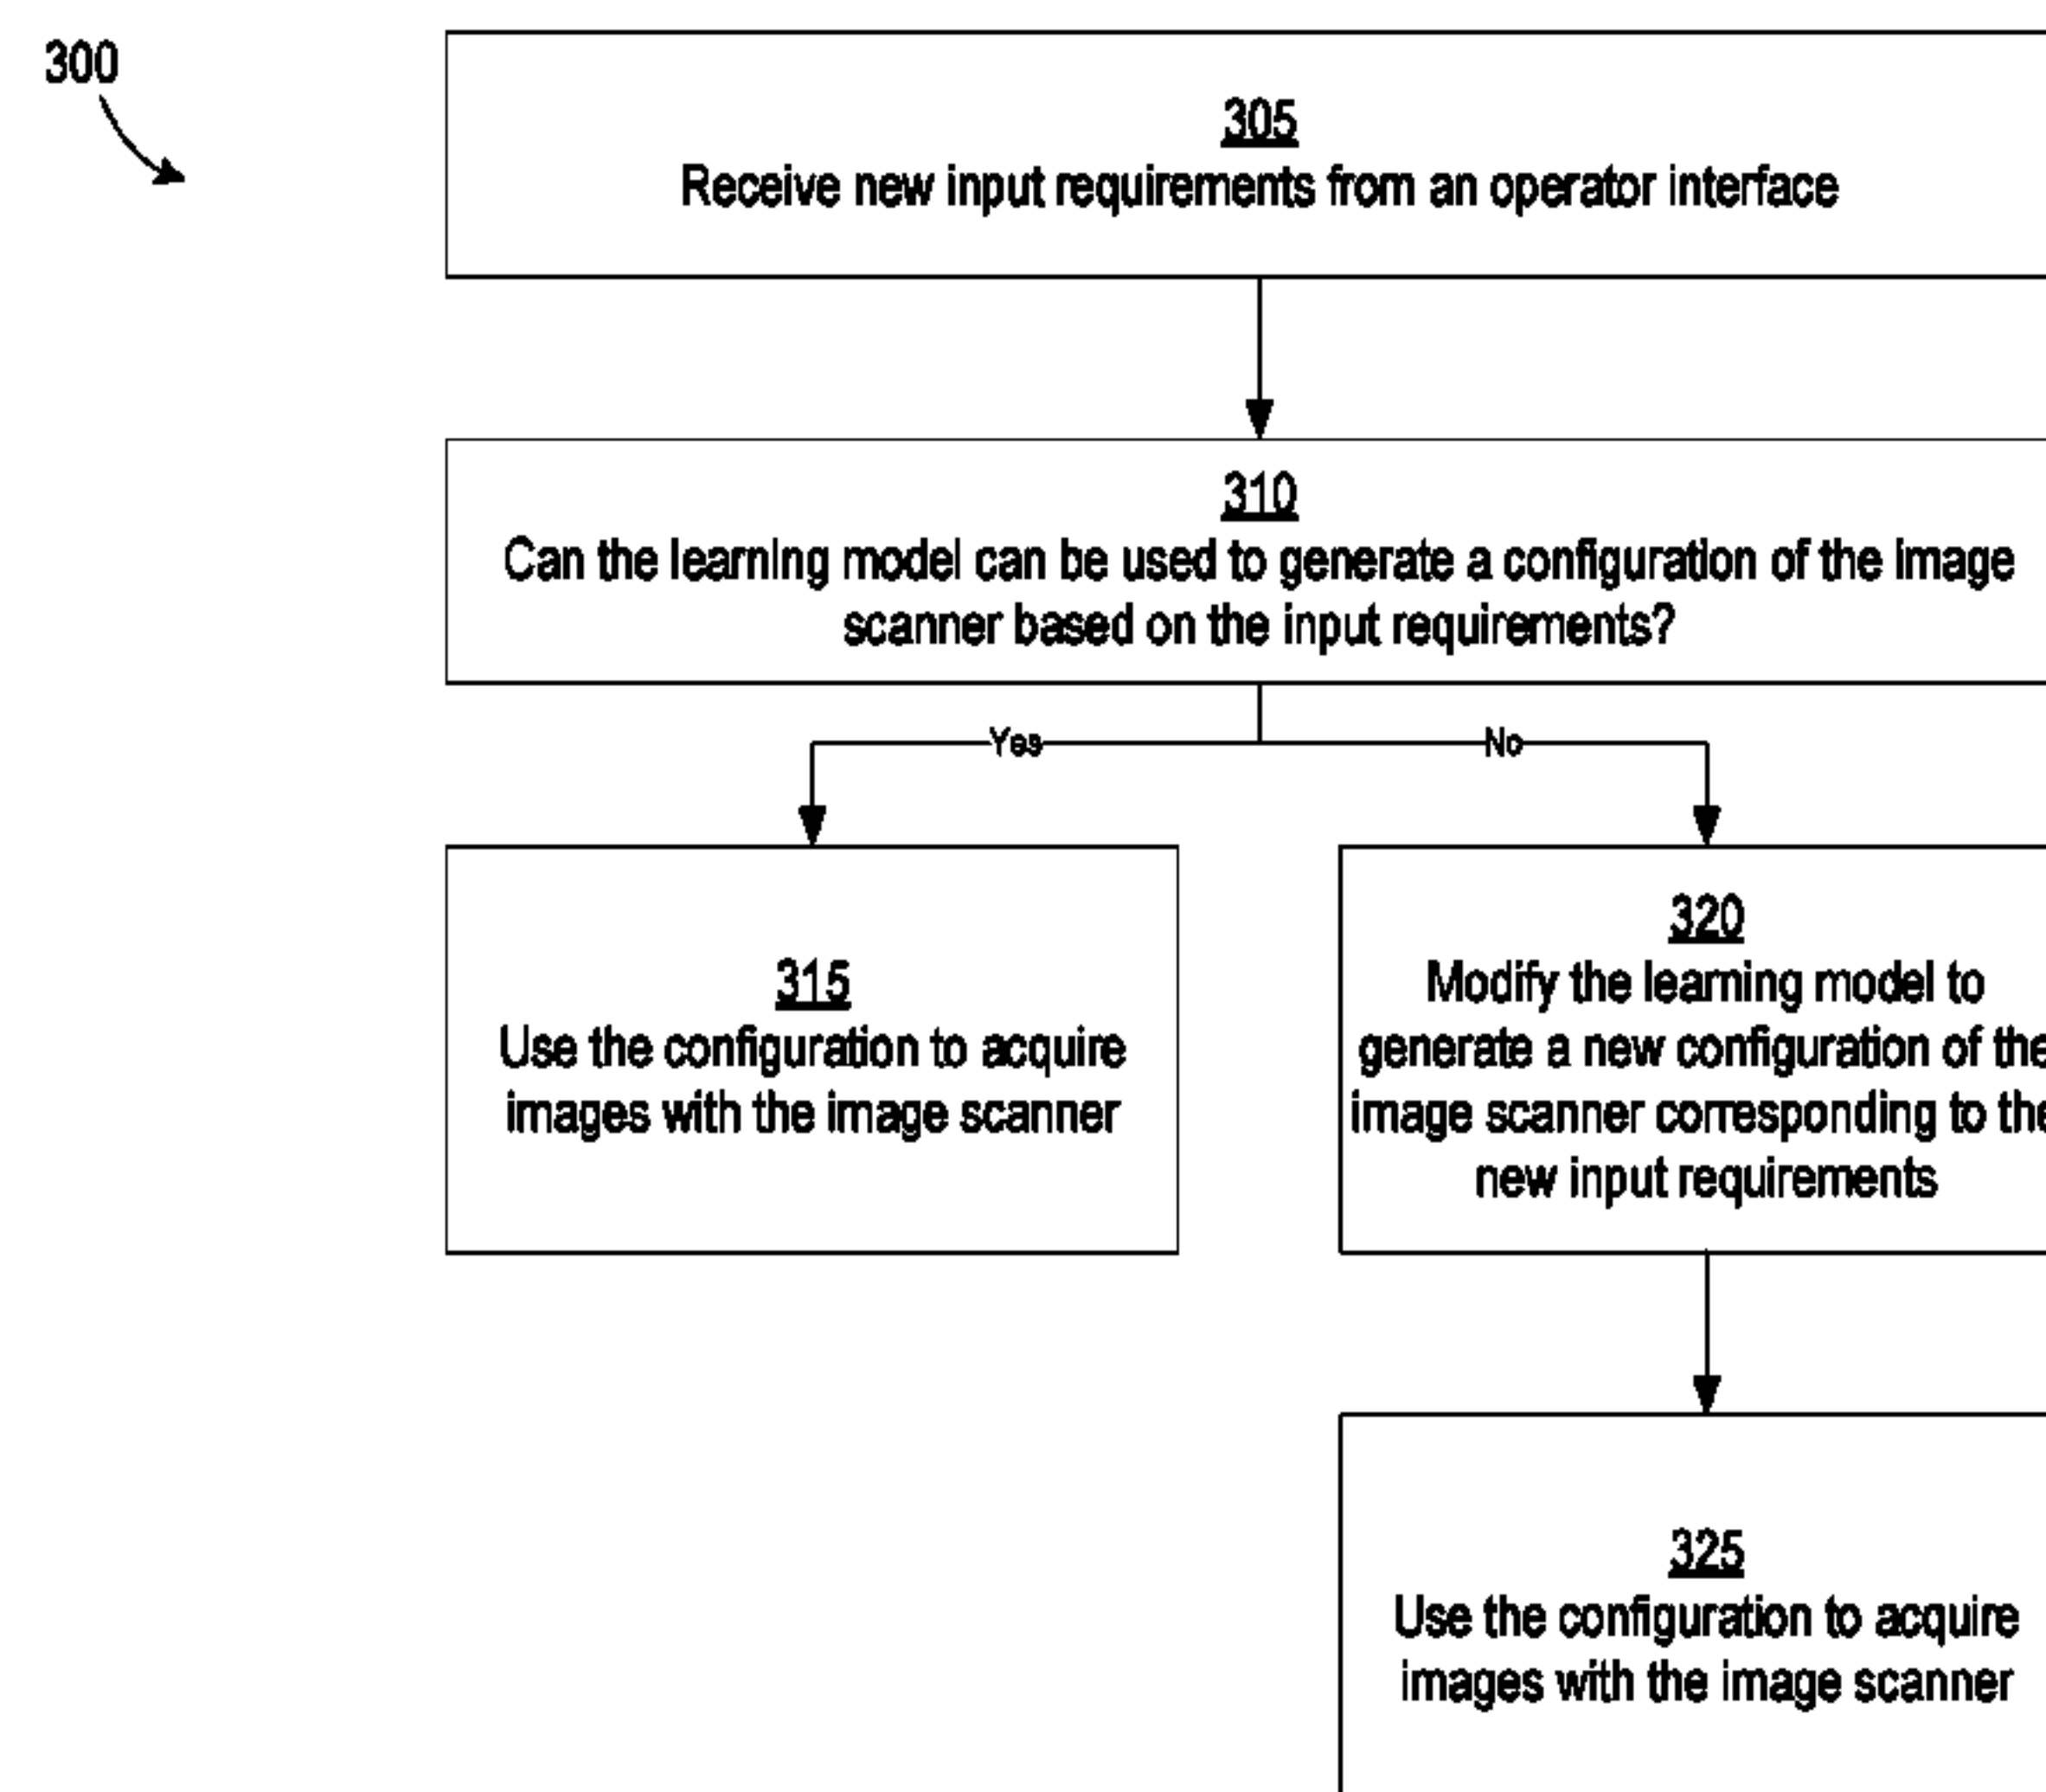 300
305
Receive new input requirements from an operator interface
310
Can the learning model can be used to generate a configuration of the image
scanner based on the input requirements?
Yes
No
315
Use the configuration to acquire
images with the image scanner
320
Modify the learning model to
generate a new configuration of the
image scanner corresponding to the
new input requirements
325
Use the configuration to acquire
images with the image scanner